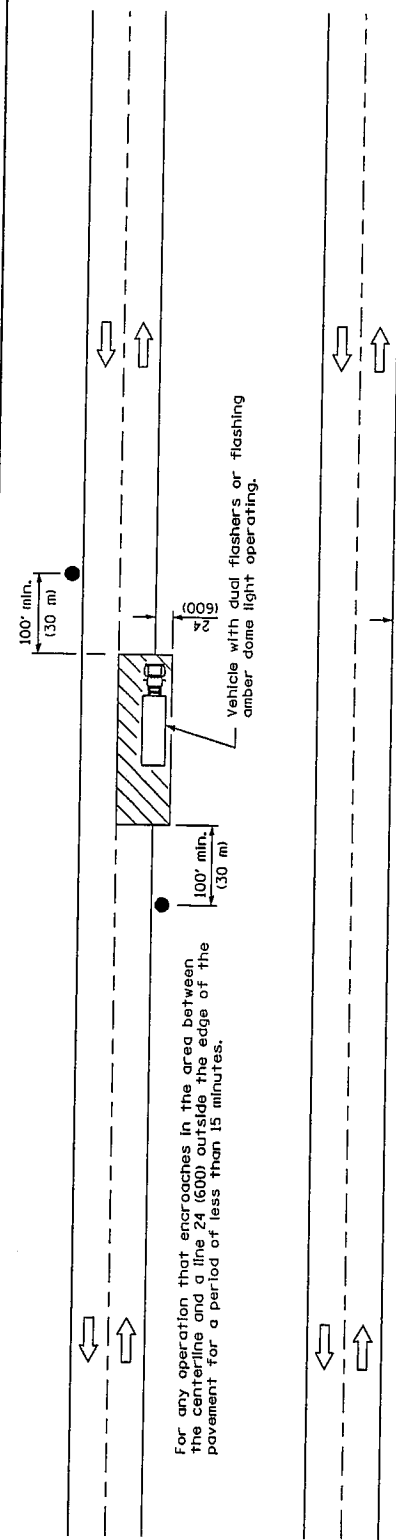 100' min.
(30 m)
24
(600)
Vehicle with dual flashers or flashing
amber dome light operating.
100' min.
(30 m)
For any operation that encroaches in the area between
the centerline and a line 24 (600) outside the edge of the
pavement for a period of less than 15 minutes.